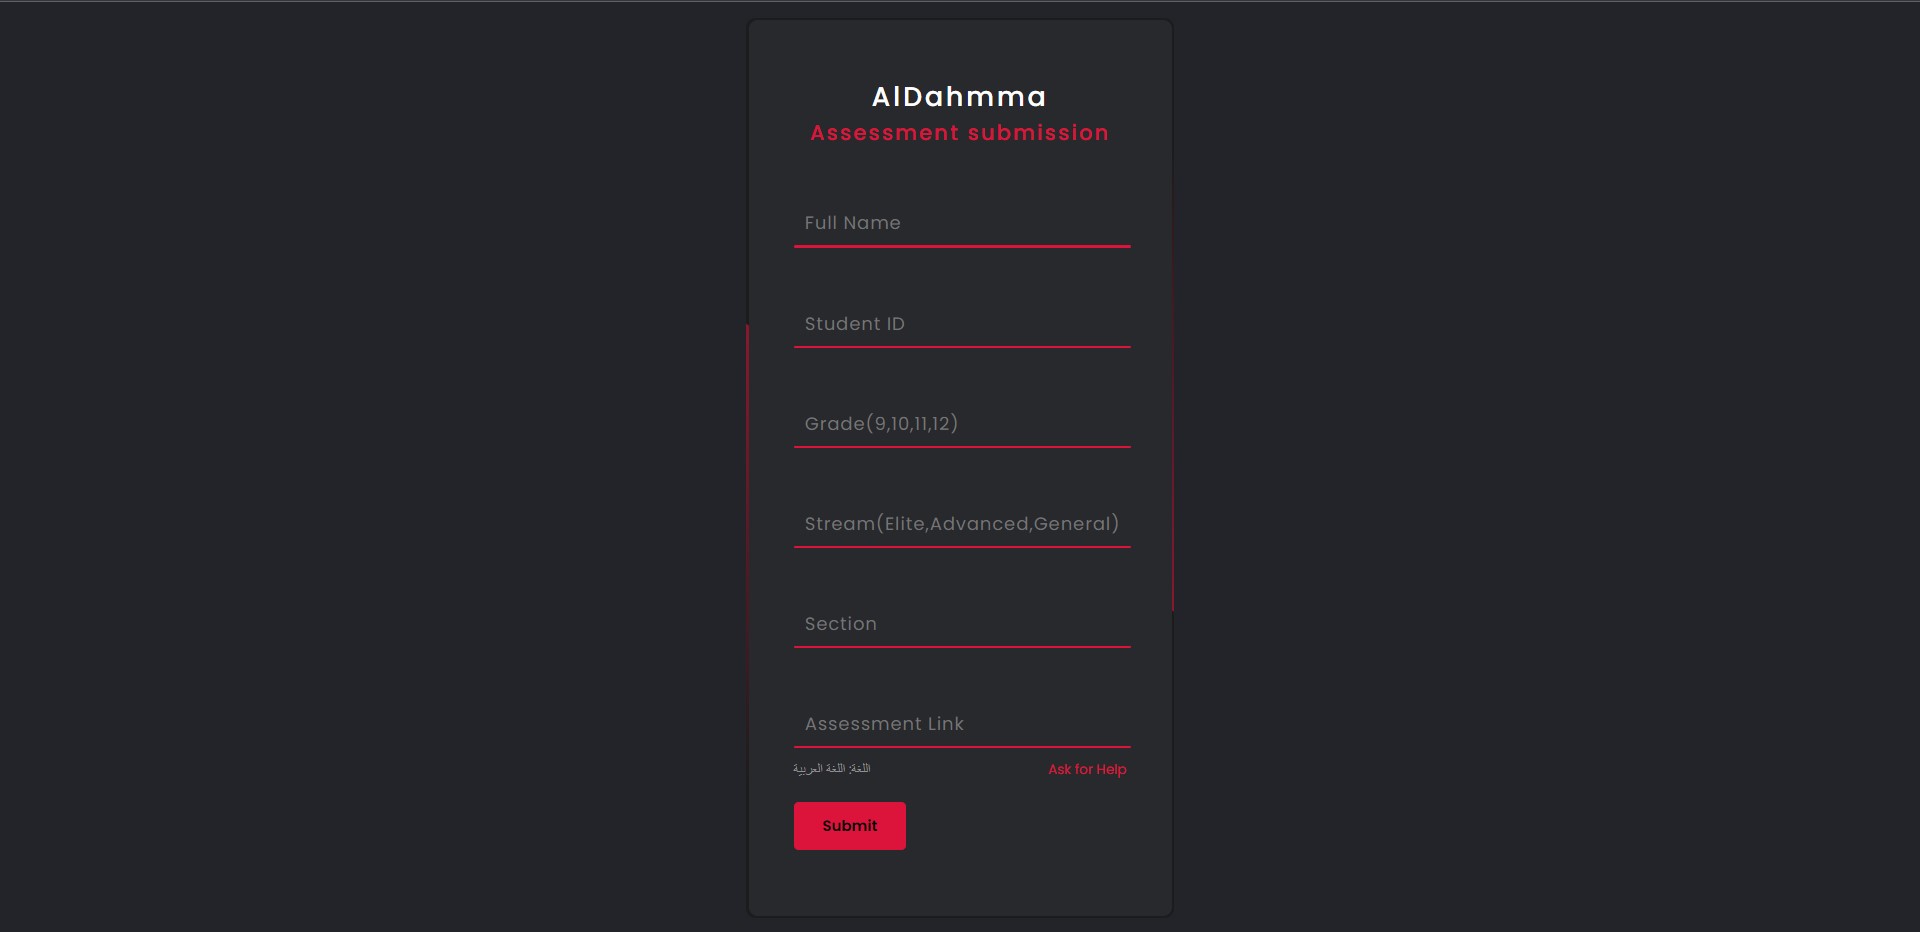 AlDahmma
Assessment submission
Full Name
Student ID
Grade(9,10,11,12)
Stream(Elite,Advanced,General)
Section
Assessment Link
اللغة: اللغة العربية
Ask for Help
Submit